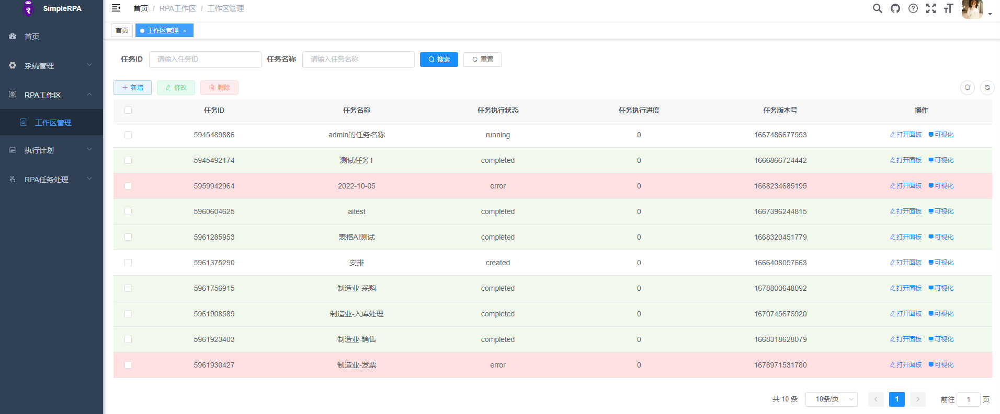 SimpleRPA
首页 / RPA工作区 / 工作区管理
首页
系统管理
RPA工作区
工作区管理
执行计划
RPA任务处理
首页 工作区管理 ×
任务ID 请输入任务ID 任务名称 请输入任务名称 搜索 重置
新增 修改 删除
任务ID 任务名称 任务执行状态 任务执行进度 任务版本号 操作
5945489886 admin的任务名称 running 0 1667486677553 打开面板 可视化
5945492174 测试任务1 completed 0 1666866724442 打开面板 可视化
5959942964 2022-10-05 error 0 1668234685195 打开面板 可视化
5960604625 aitest completed 0 1667396244815 打开面板 可视化
5961285953 表格AI测试 completed 0 1668320451779 打开面板 可视化
5961375290 安排 created 0 1666408057663 打开面板 可视化
5961756915 制造业-采购 completed 0 1678800648092 打开面板 可视化
5961908589 制造业-入库处理 completed 0 1670745676920 打开面板 可视化
5961923403 制造业-销售 completed 0 1668318628079 打开面板 可视化
5961930427 制造业-发票 error 0 1678971531780 打开面板 可视化
共 10 条 10条/页 1 前往 1 页